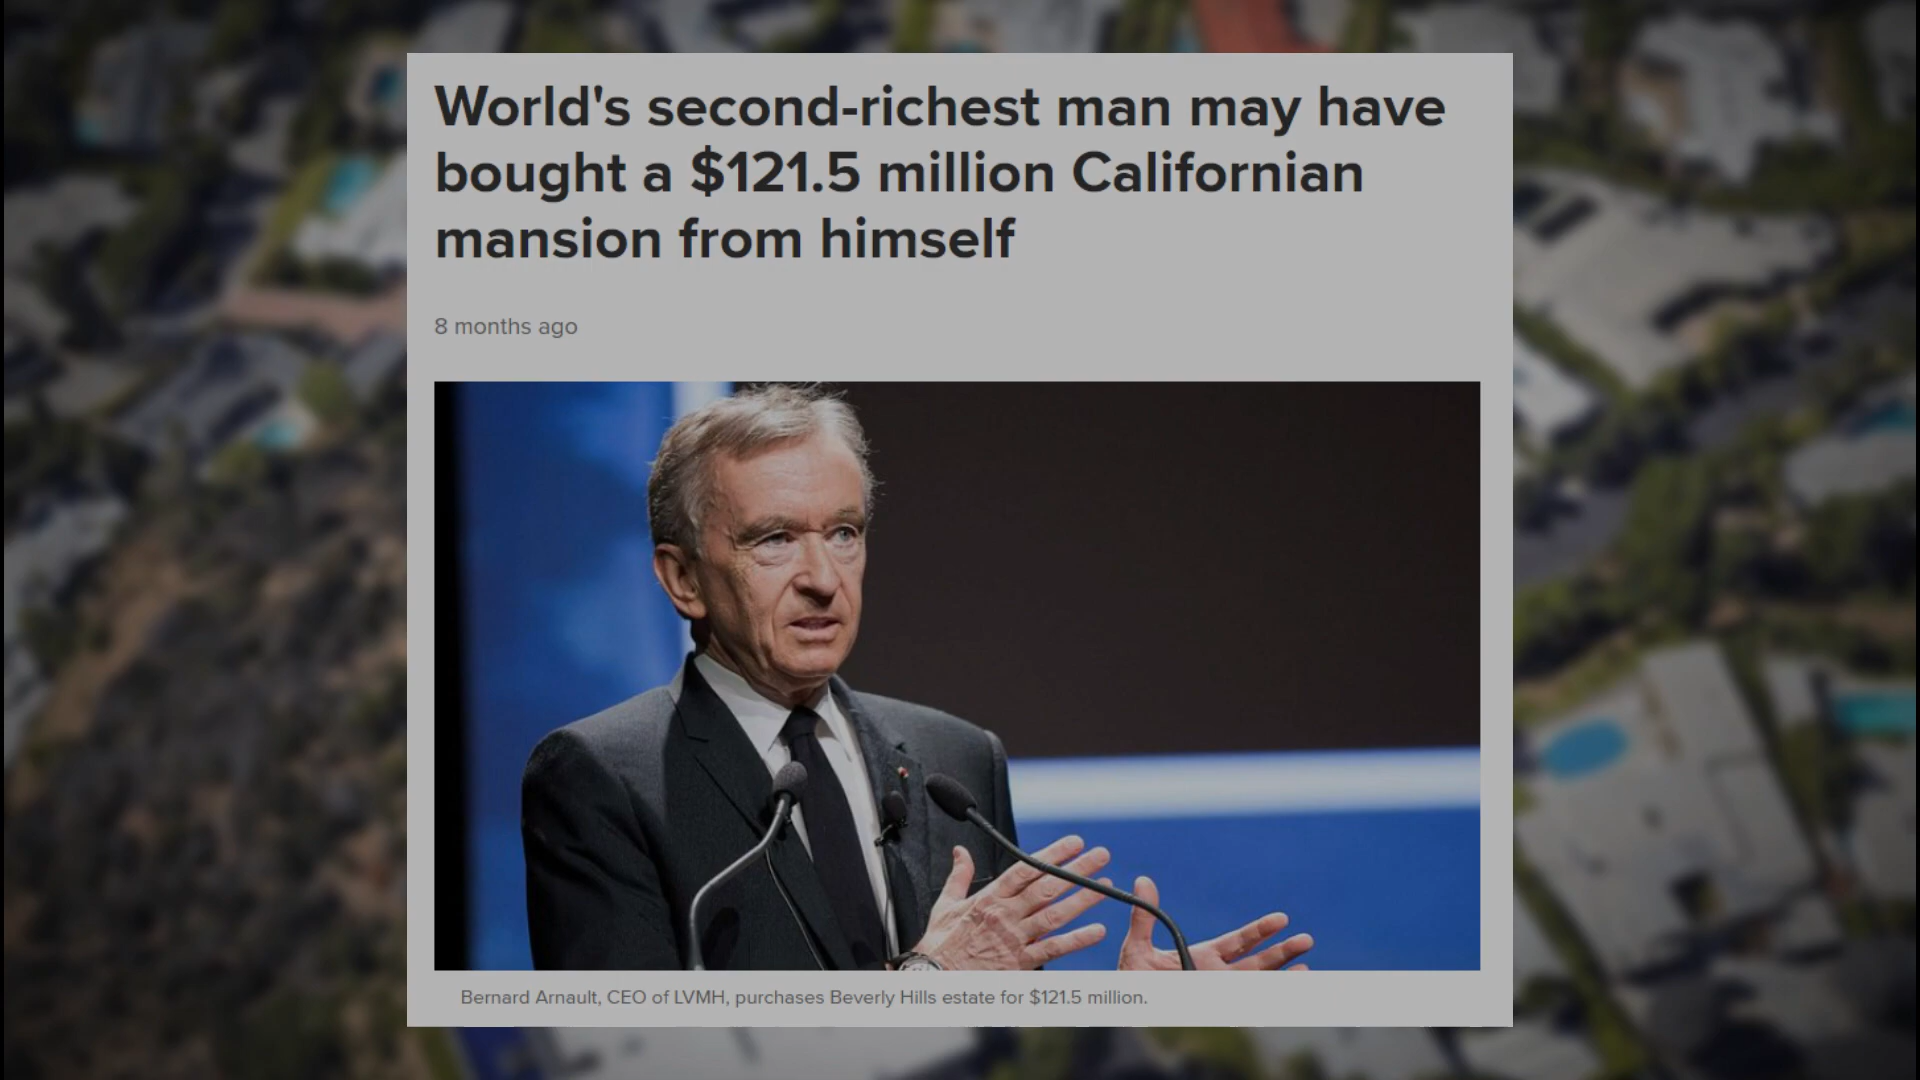 World's second-richest man may have
bought a $121.5 million Californian
mansion from himself
8 months ago
Bernard Arnault, CEO of LVMH, purchases Beverly Hills estate for $121.5 million.